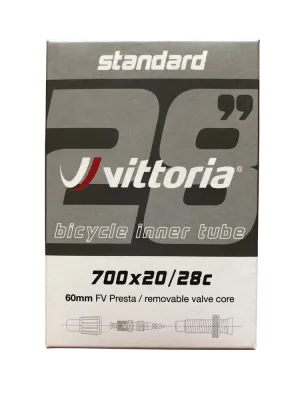 standard
28”
vittoria®
bicycle inner tube
700x20/28c
60mm FV Presta / removable valve core